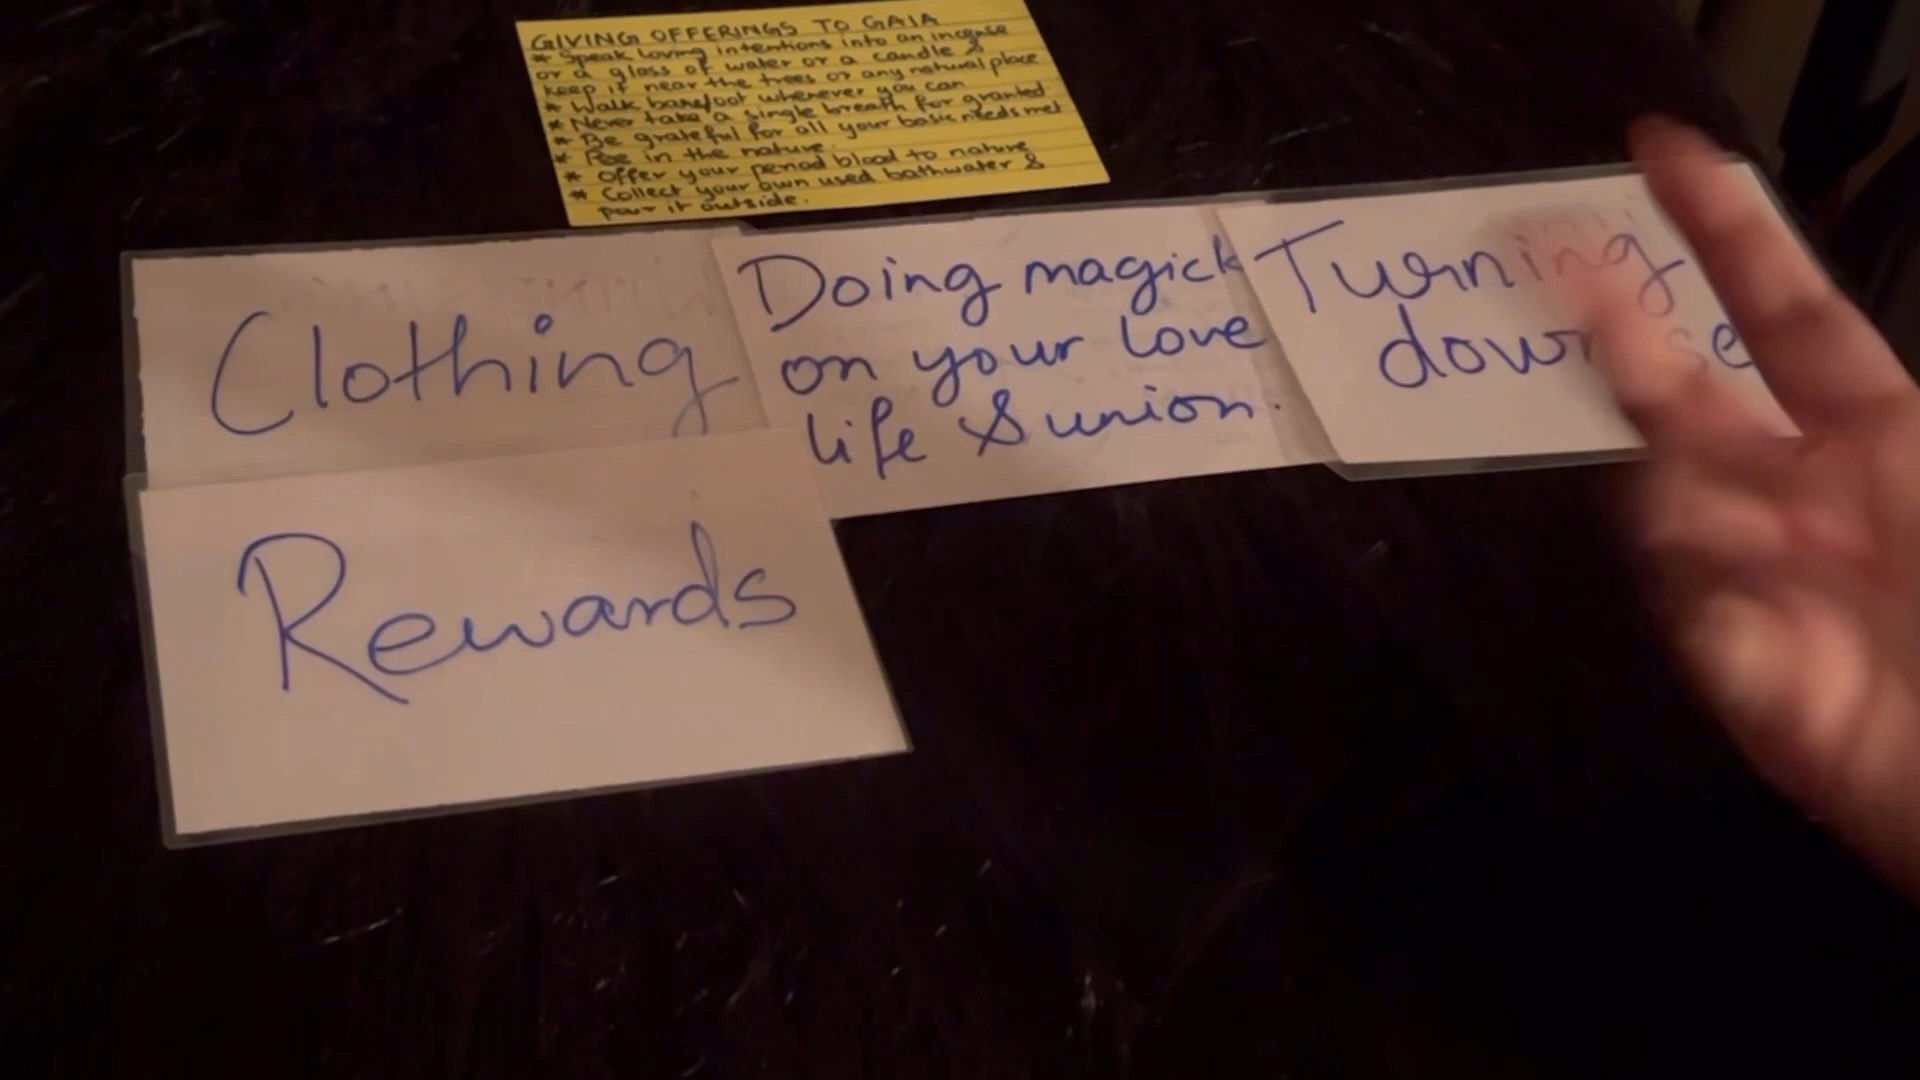 GIVING OFFERINGS TO GAIA
* Speak loving intentions into an incense
or a glass of water or a candle &
keep it near the trees or any natural place
* Walk barefoot wherever you can
* Never take a single breath for granted
* Be grateful for all your basic needs met
* Pee in the nature.
* Offer your period blood to nature
* Collect your own used bathwater &
pour it outside.
Clothing
Doing magick
on your love
life & union.
Turning
Rewards